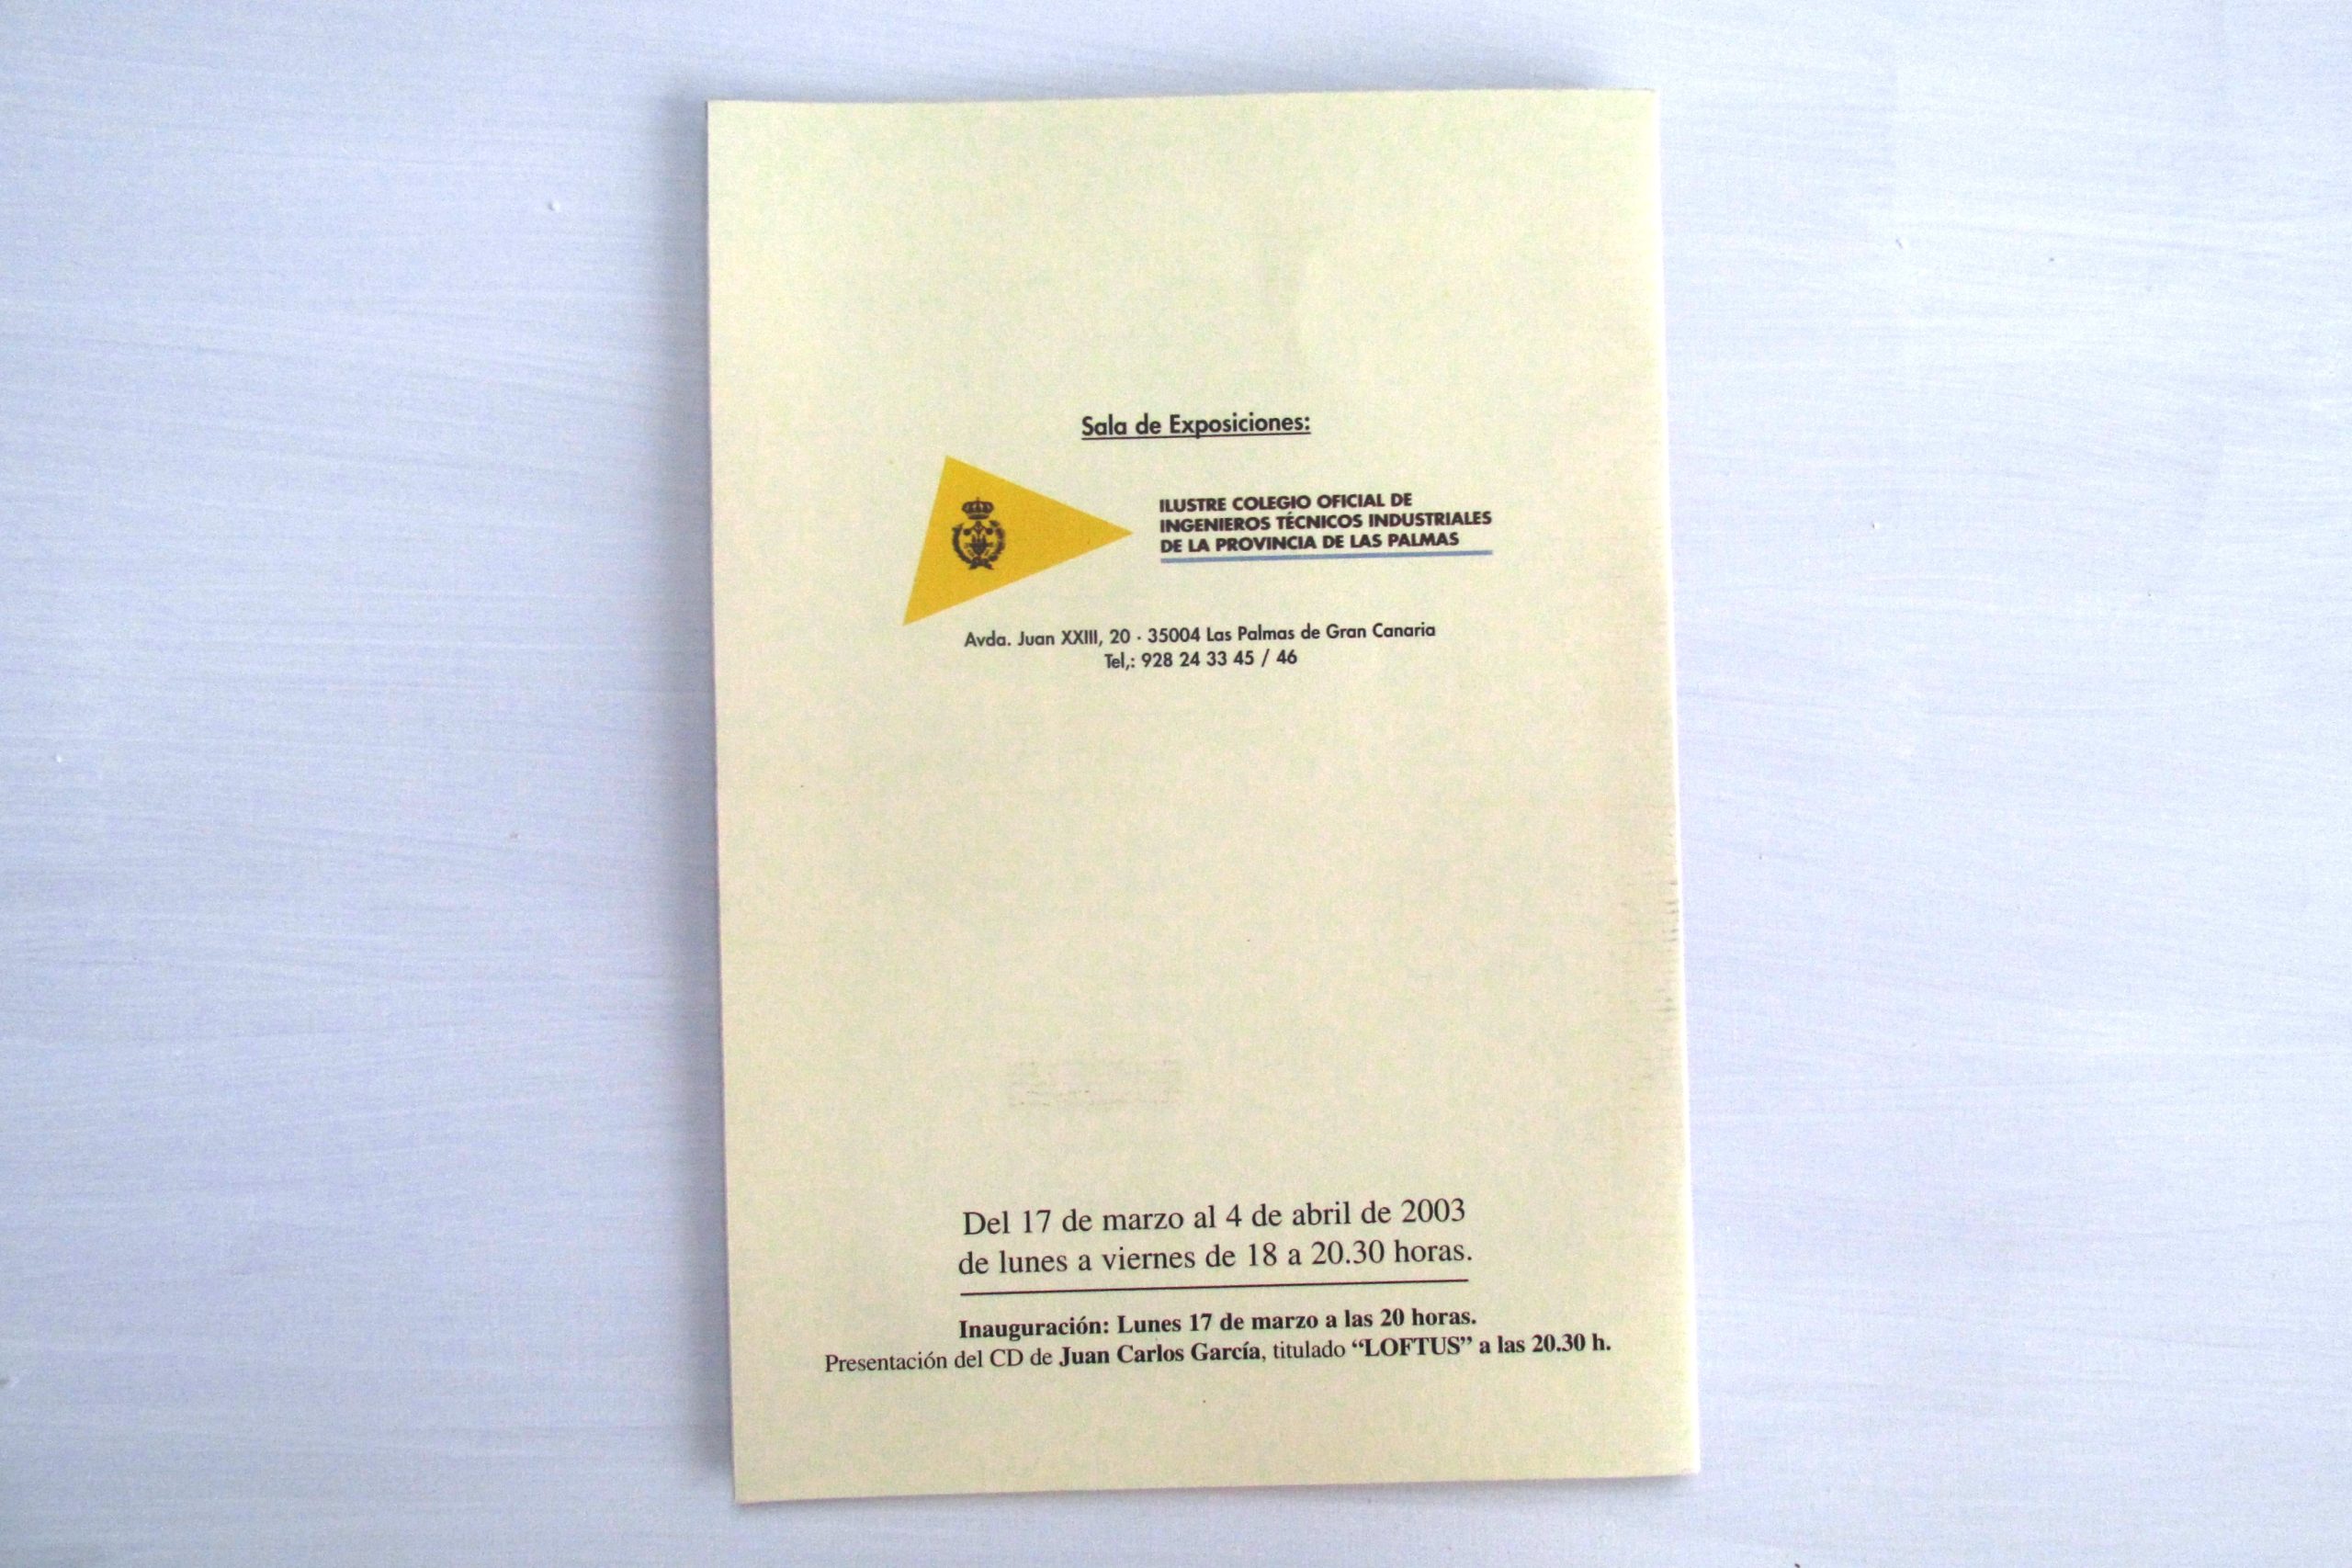 Sala de Exposiciones:
ILUSTRE COLEGIO OFICIAL DE
INGENIEROS TÉCNICOS INDUSTRIALES
DE LA PROVINCIA DE LAS PALMAS
Avda. Juan XXIII, 20 · 35004 Las Palmas de Gran Canaria
Tel,: 928 24 33 45 / 46
Del 17 de marzo al 4 de abril de 2003
de lunes a viernes de 18 a 20.30 horas.
Inauguración: Lunes 17 de marzo a las 20 horas.
Presentación del CD de Juan Carlos García, titulado “LOFTUS” a las 20.30 h.